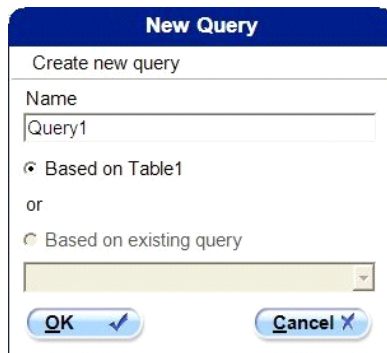 New Query
Create new query
Name
Query1
Based on Table1
or
Based on existing query
OK
Cancel